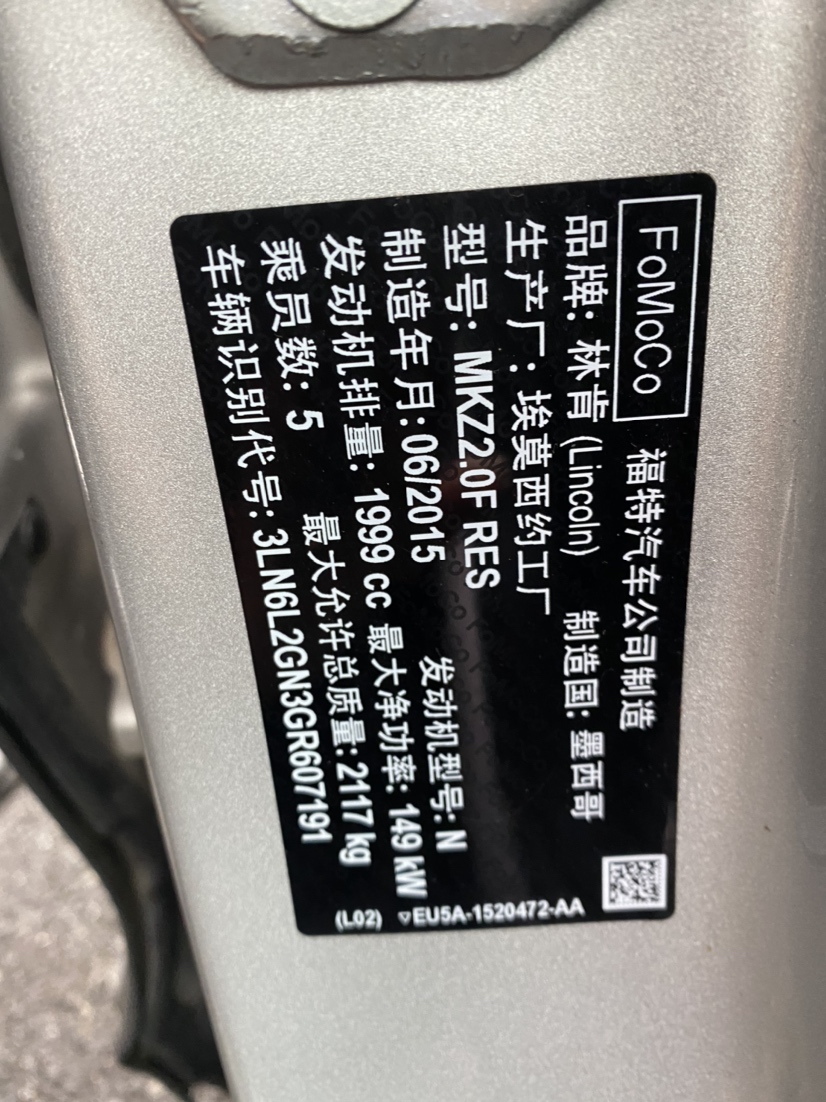 FoMoCo 福特汽车公司制造
品牌: 林肯 (Lincoln) 制造国: 墨西哥
生产厂: 埃莫西约工厂
型号: MKZ2.0F RES
制造年月: 06/2015 发动机型号: N
发动机排量: 1999 cc 最大净功率: 149 kW
乘员数: 5 最大允许总质量: 2117 kg
车辆识别代号: 3LN6L2GN3GR607191
(L02) ▽EU5A-1520472-AA